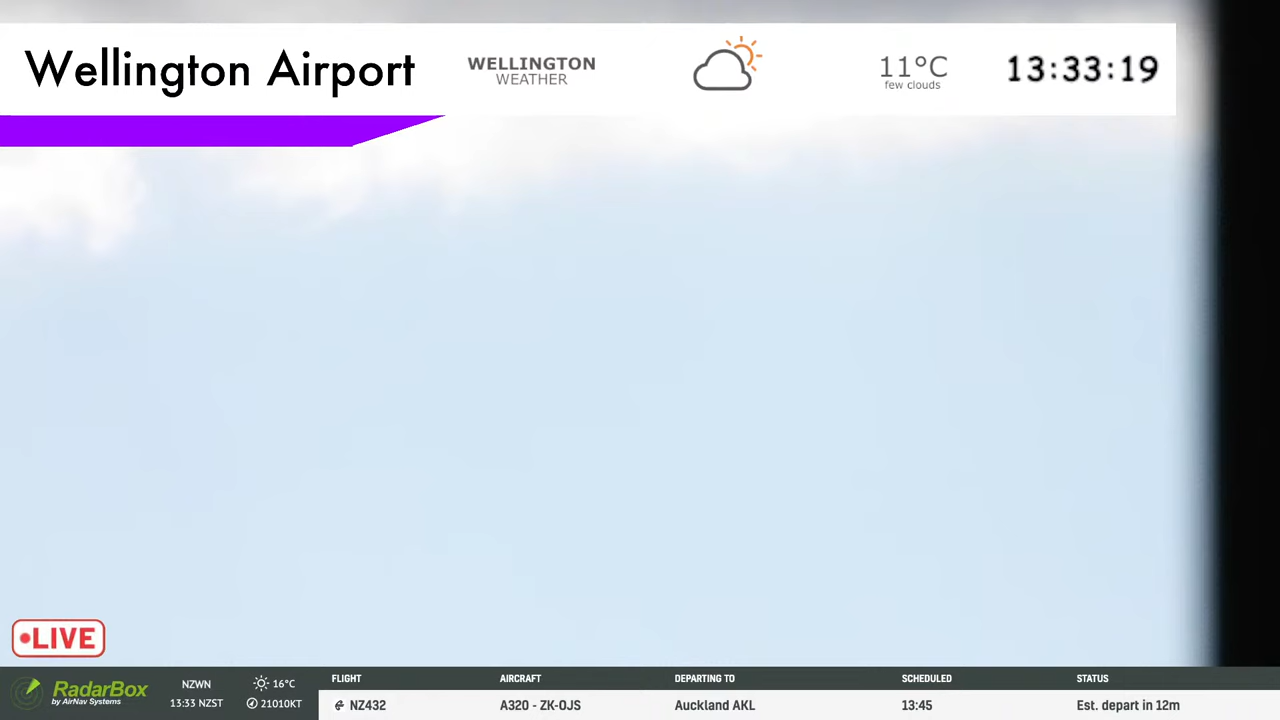 Wellington Airport
WELLINGTON
WEATHER
11°C
few clouds
13:33:19
LIVE
RadarBox
by AirNav Systems
NZWN
13:33 NZST
16°C
21010KT
FLIGHT AIRCRAFT DEPARTING TO SCHEDULED STATUS
NZ432 A320 - ZK-OJS Auckland AKL 13:45 Est. depart in 12m